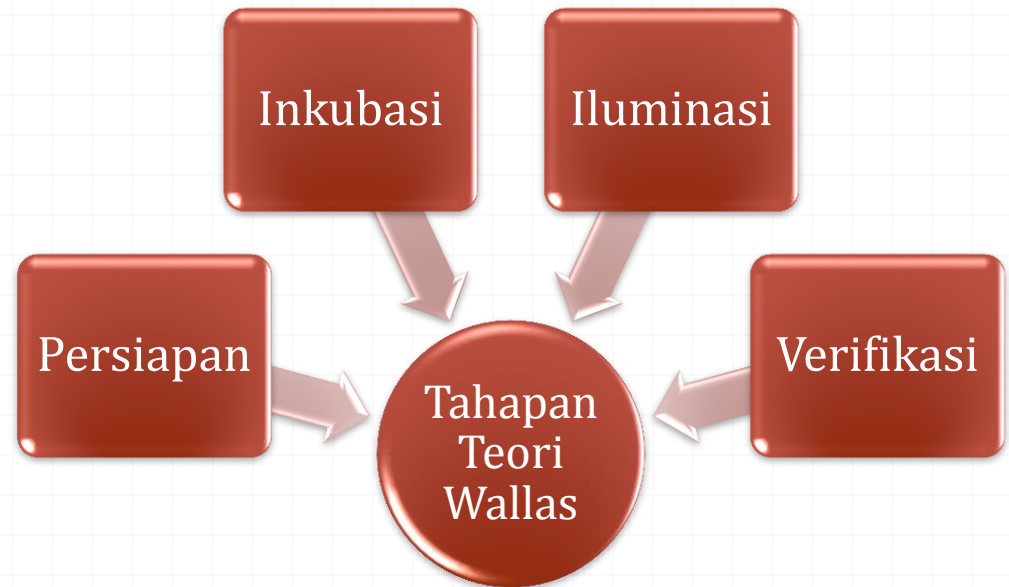 Inkubasi
Iluminasi
Persiapan
Verifikasi
Tahapan
Teori
Wallas